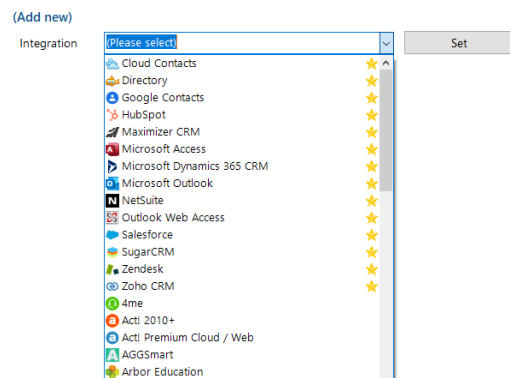 (Add new)
Integration (Please select) Set
Cloud Contacts
Directory
Google Contacts
HubSpot
Maximizer CRM
Microsoft Access
Microsoft Dynamics 365 CRM
Microsoft Outlook
NetSuite
Outlook Web Access
Salesforce
SugarCRM
Zendesk
Zoho CRM
4me
Act! 2010+
Act! Premium Cloud / Web
AGGSmart
Arbor Education